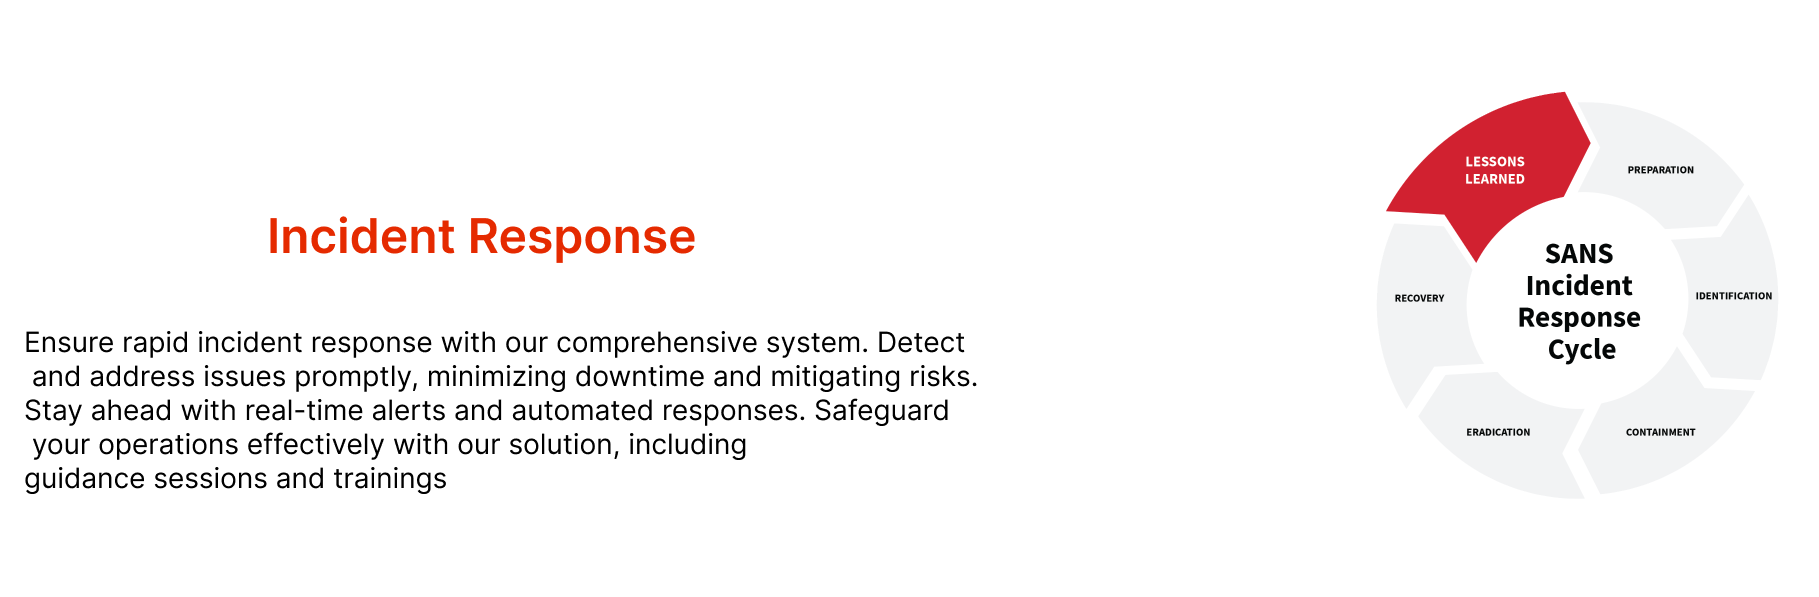 Incident Response
Ensure rapid incident response with our comprehensive system. Detect
and address issues promptly, minimizing downtime and mitigating risks.
Stay ahead with real-time alerts and automated responses. Safeguard
your operations effectively with our solution, including
guidance sessions and trainings
LESSONS
LEARNED
PREPARATION
IDENTIFICATION
CONTAINMENT
ERADICATION
RECOVERY
SANS
Incident
Response
Cycle